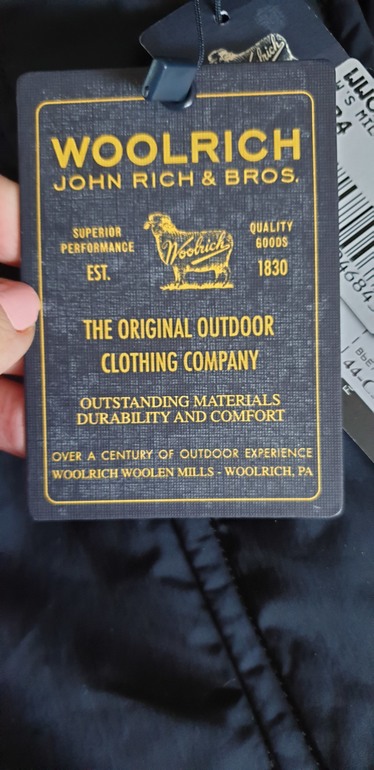 WOOLRICH
JOHN RICH & BROS.
SUPERIOR
PERFORMANCE
EST.
Woolrich
QUALITY
GOODS
1830
THE ORIGINAL OUTDOOR
CLOTHING COMPANY
OUTSTANDING MATERIALS
DURABILITY AND COMFORT
OVER A CENTURY OF OUTDOOR EXPERIENCE
WOOLRICH WOOLEN MILLS - WOOLRICH, PA
Woolrich